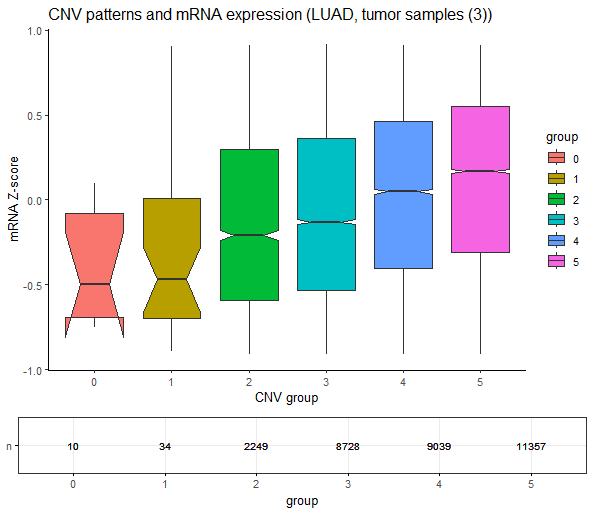 CNV patterns and mRNA expression (LUAD, tumor samples (3))
mRNA Z-score
1.0
0.5
0.0
-0.5
-1.0
0 1 2 3 4 5
CNV group
group
0
1
2
3
4
5
n 10 34 2249 8728 9039 11357
0 1 2 3 4 5
group